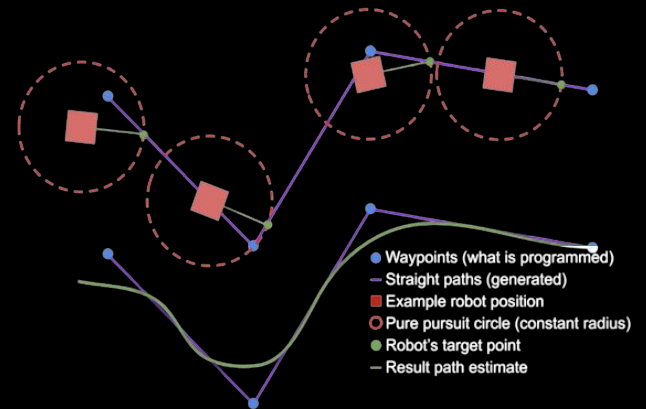 Waypoints (what is programmed)
Straight paths (generated)
Example robot position
Pure pursuit circle (constant radius)
Robot's target point
Result path estimate